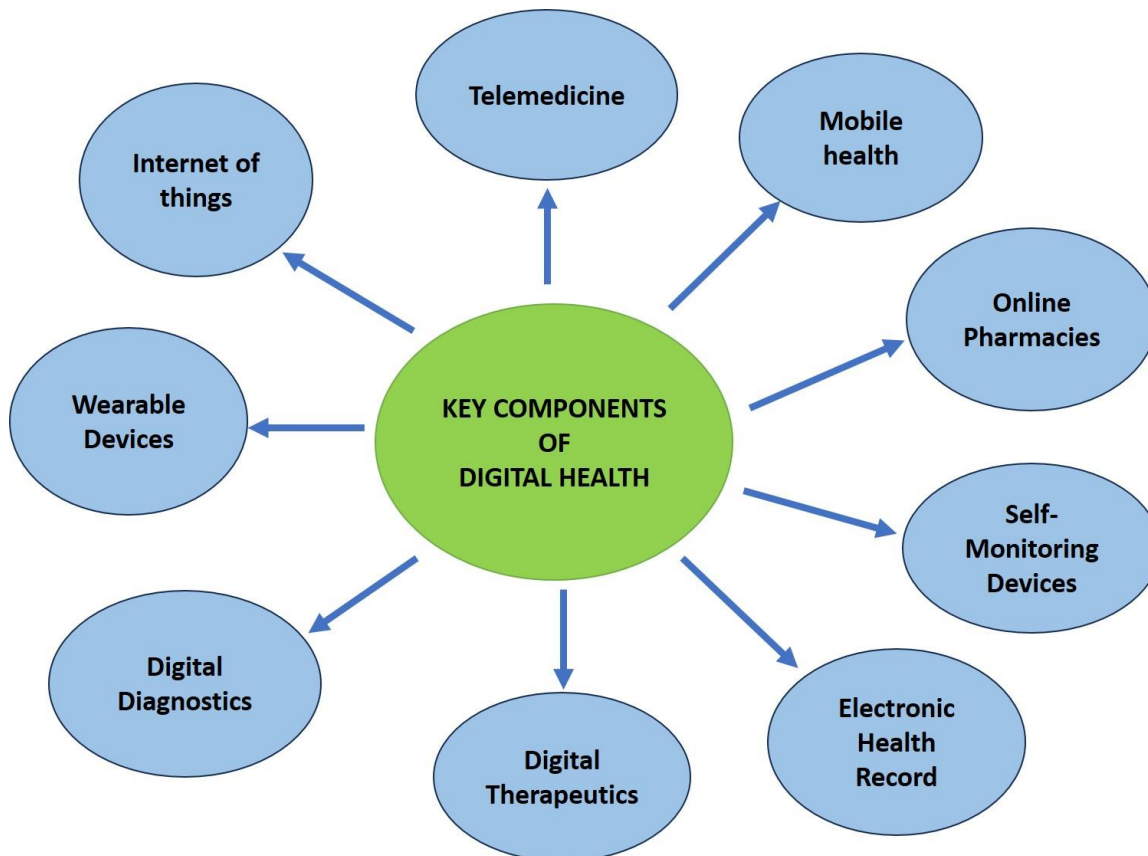 Telemedicine
Mobile
health
Internet of
things
Online
Pharmacies
KEY COMPONENTS
OF
DIGITAL HEALTH
Wearable
Devices
Self-
Monitoring
Devices
Digital
Diagnostics
Electronic
Health
Record
Digital
Therapeutics